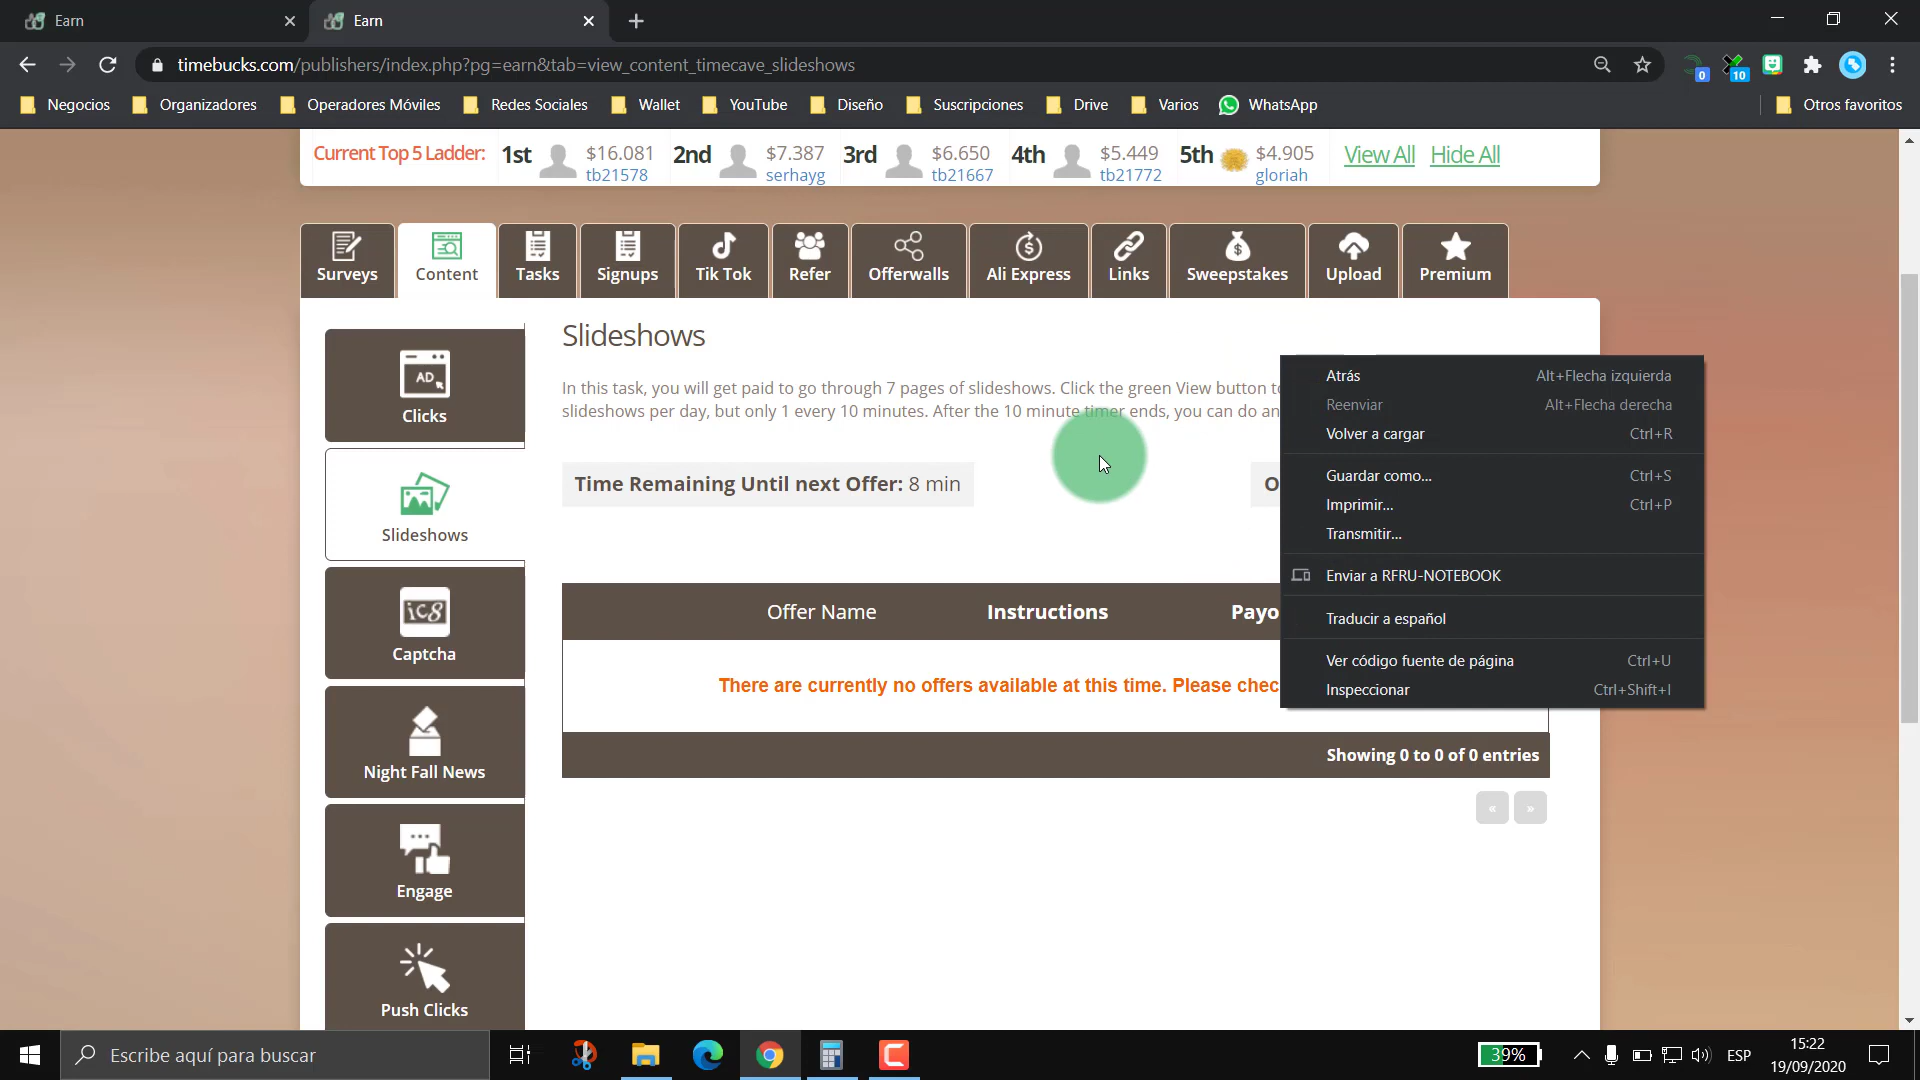 Earn
Earn
timebucks.com/publishers/index.php?pg=earn&tab=view_content_timecave_slideshows
0
10
Negocios
Organizadores
Operadores Móviles
Redes Sociales
Wallet
YouTube
Diseño
Suscripciones
Drive
Varios
WhatsApp
Otros favoritos
Current Top 5 Ladder:
1st
$16.081
tb21578
2nd
$7.387
serhayg
3rd
$6.650
tb21667
4th
$5.449
tb21772
5th
$4.905
gloriah
View All
Hide All
Surveys
Content
Tasks
Signups
Tik Tok
Refer
Offerwalls
Ali Express
Links
Sweepstakes
Upload
Premium
AD
Clicks
Slideshows
ic8
Captcha
Night Fall News
Engage
Push Clicks
Slideshows
In this task, you will get paid to go through 7 pages of slideshows. Click the green View button to
slideshows per day, but only 1 every 10 minutes. After the 10 minute timer ends, you can do an
Time Remaining Until next Offer: 8 min
O
Offer Name
Instructions
Payo
There are currently no offers available at this time. Please chec
Showing 0 to 0 of 0 entries
«
»
Atrás Alt+Flecha izquierda
Reenviar Alt+Flecha derecha
Volver a cargar Ctrl+R
Guardar como... Ctrl+S
Imprimir... Ctrl+P
Transmitir...
Enviar a RFRU-NOTEBOOK
Traducir a español
Ver código fuente de página Ctrl+U
Inspeccionar Ctrl+Shift+I
Escribe aquí para buscar
39%
ESP
15:22
19/09/2020